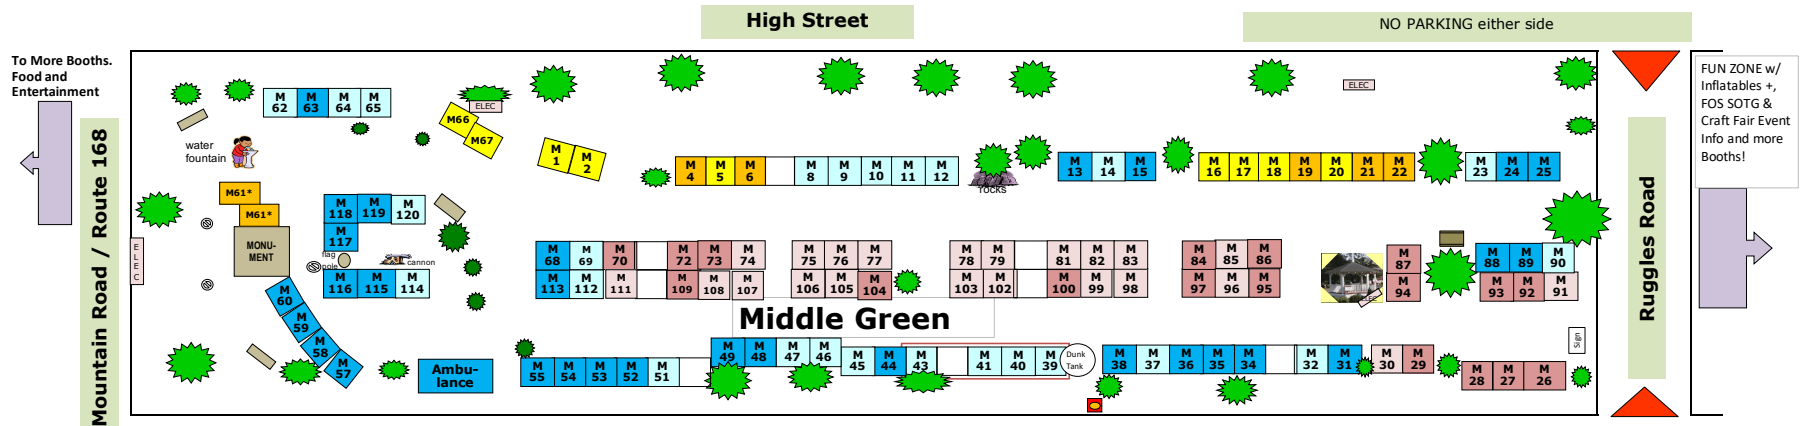 High Street
NO PARKING either side
To More Booths.
Food and
Entertainment
Mountain Road / Route 168
FUN ZONE w/
Inflatables +,
FOS SOTG &
Craft Fair Event
Info and more
Booths!
Ruggles Road
M 62 M 63 M 64 M 65
ELEC
ELEC
M66
M67
water
fountain
M 1 M 2
M 4 M 5 M 6 M 8 M 9 M 10 M 11 M 12
rocks
M 13 M 14 M 15
M 16 M 17 M 18 M 19 M 20 M 21 M 22
M 23 M 24 M 25
M61*
M61*
MONU-
MENT
ELEC
M 118 M 119 M 120
M 117
flag
pole
cannon
M 116 M 115 M 114
M 60
M 59
M 58
M 57
M 68 M 69 M 70 M 72 M 73 M 74
M 75 M 76 M 77
M 78 M 79 M 81 M 82 M 83
M 84 M 85 M 86
M 87
M 88 M 89 M 90
M 113 M 112 M 111 M 109 M 108 M 107
M 106 M 105 M 104
M 103 M 102 M 100 M 99 M 98
M 97 M 96 M 95
ELEC
M 94
M 93 M 92 M 91
Middle Green
Ambu-
lance
M 55 M 54 M 53 M 52 M 51
M 49 M 48 M 47 M 46
M 45 M 44 M 43 M 41 M 40 M 39
Dunk
Tank
M 38 M 37 M 36 M 35 M 34 M 32 M 31 M 30 M 29
M 28 M 27 M 26
Sign